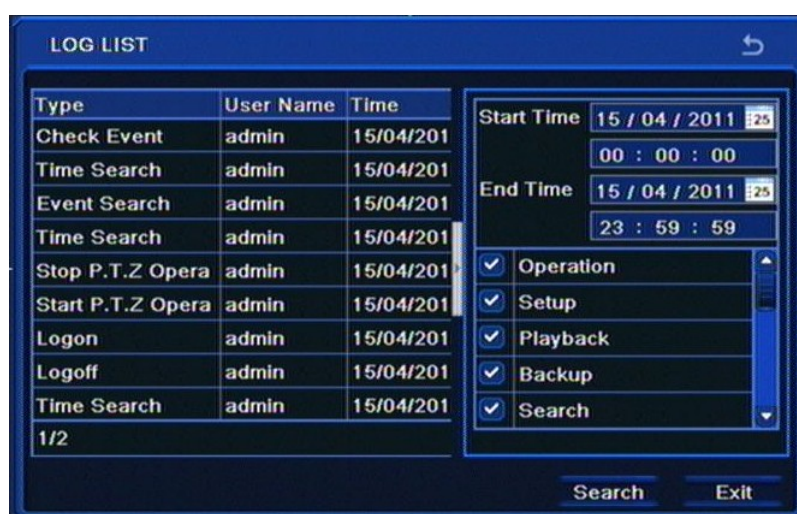 LOG LIST
Type User Name Time
Check Event admin 15/04/201
Time Search admin 15/04/201
Event Search admin 15/04/201
Time Search admin 15/04/201
Stop P.T.Z Opera admin 15/04/201
Start P.T.Z Opera admin 15/04/201
Logon admin 15/04/201
Logoff admin 15/04/201
Time Search admin 15/04/201
1/2
Start Time 15 / 04 / 2011 25
00 : 00 : 00
End Time 15 / 04 / 2011 25
23 : 59 : 59
Operation
Setup
Playback
Backup
Search
Search Exit